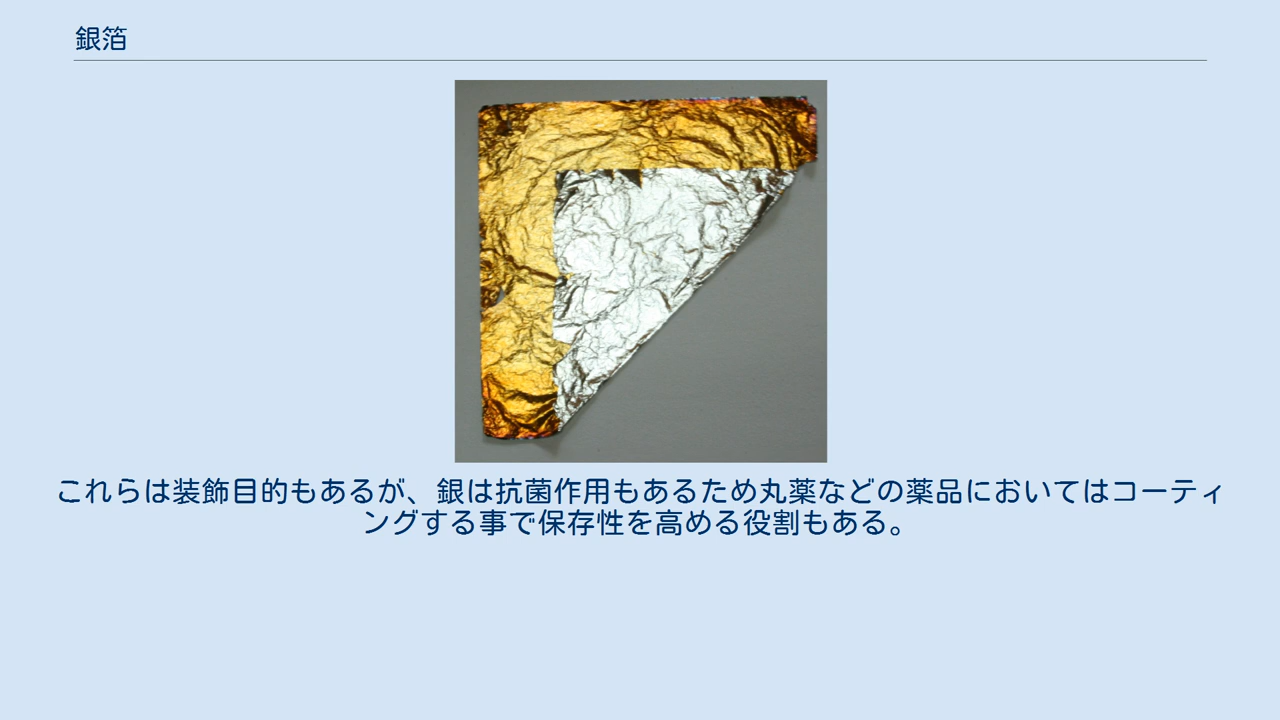 銀箔
これらは装飾目的もあるが、銀は抗菌作用もあるため丸薬などの薬品においてはコーティ
ングする事で保存性を高める役割もある。